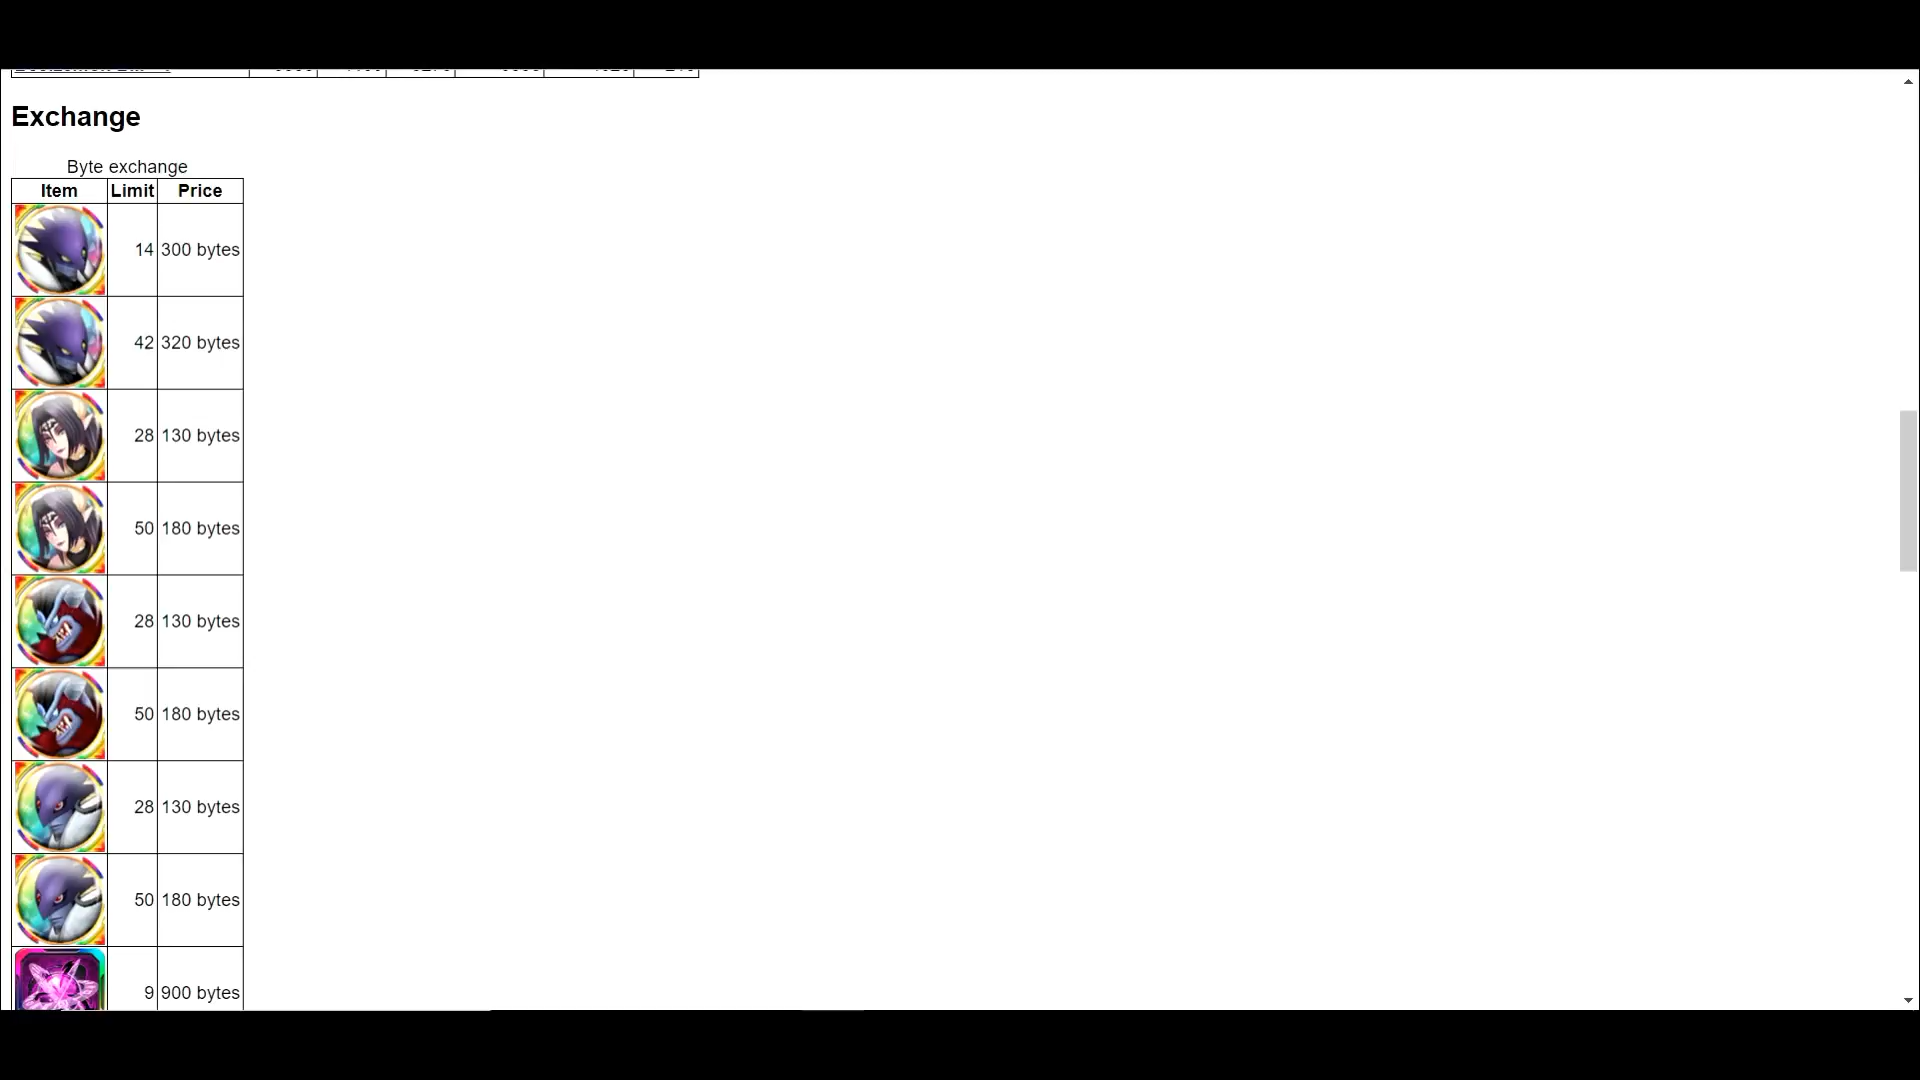 Exchange
Byte exchange
Item Limit Price
14 300 bytes
42 320 bytes
28 130 bytes
50 180 bytes
28 130 bytes
50 180 bytes
28 130 bytes
50 180 bytes
9 900 bytes